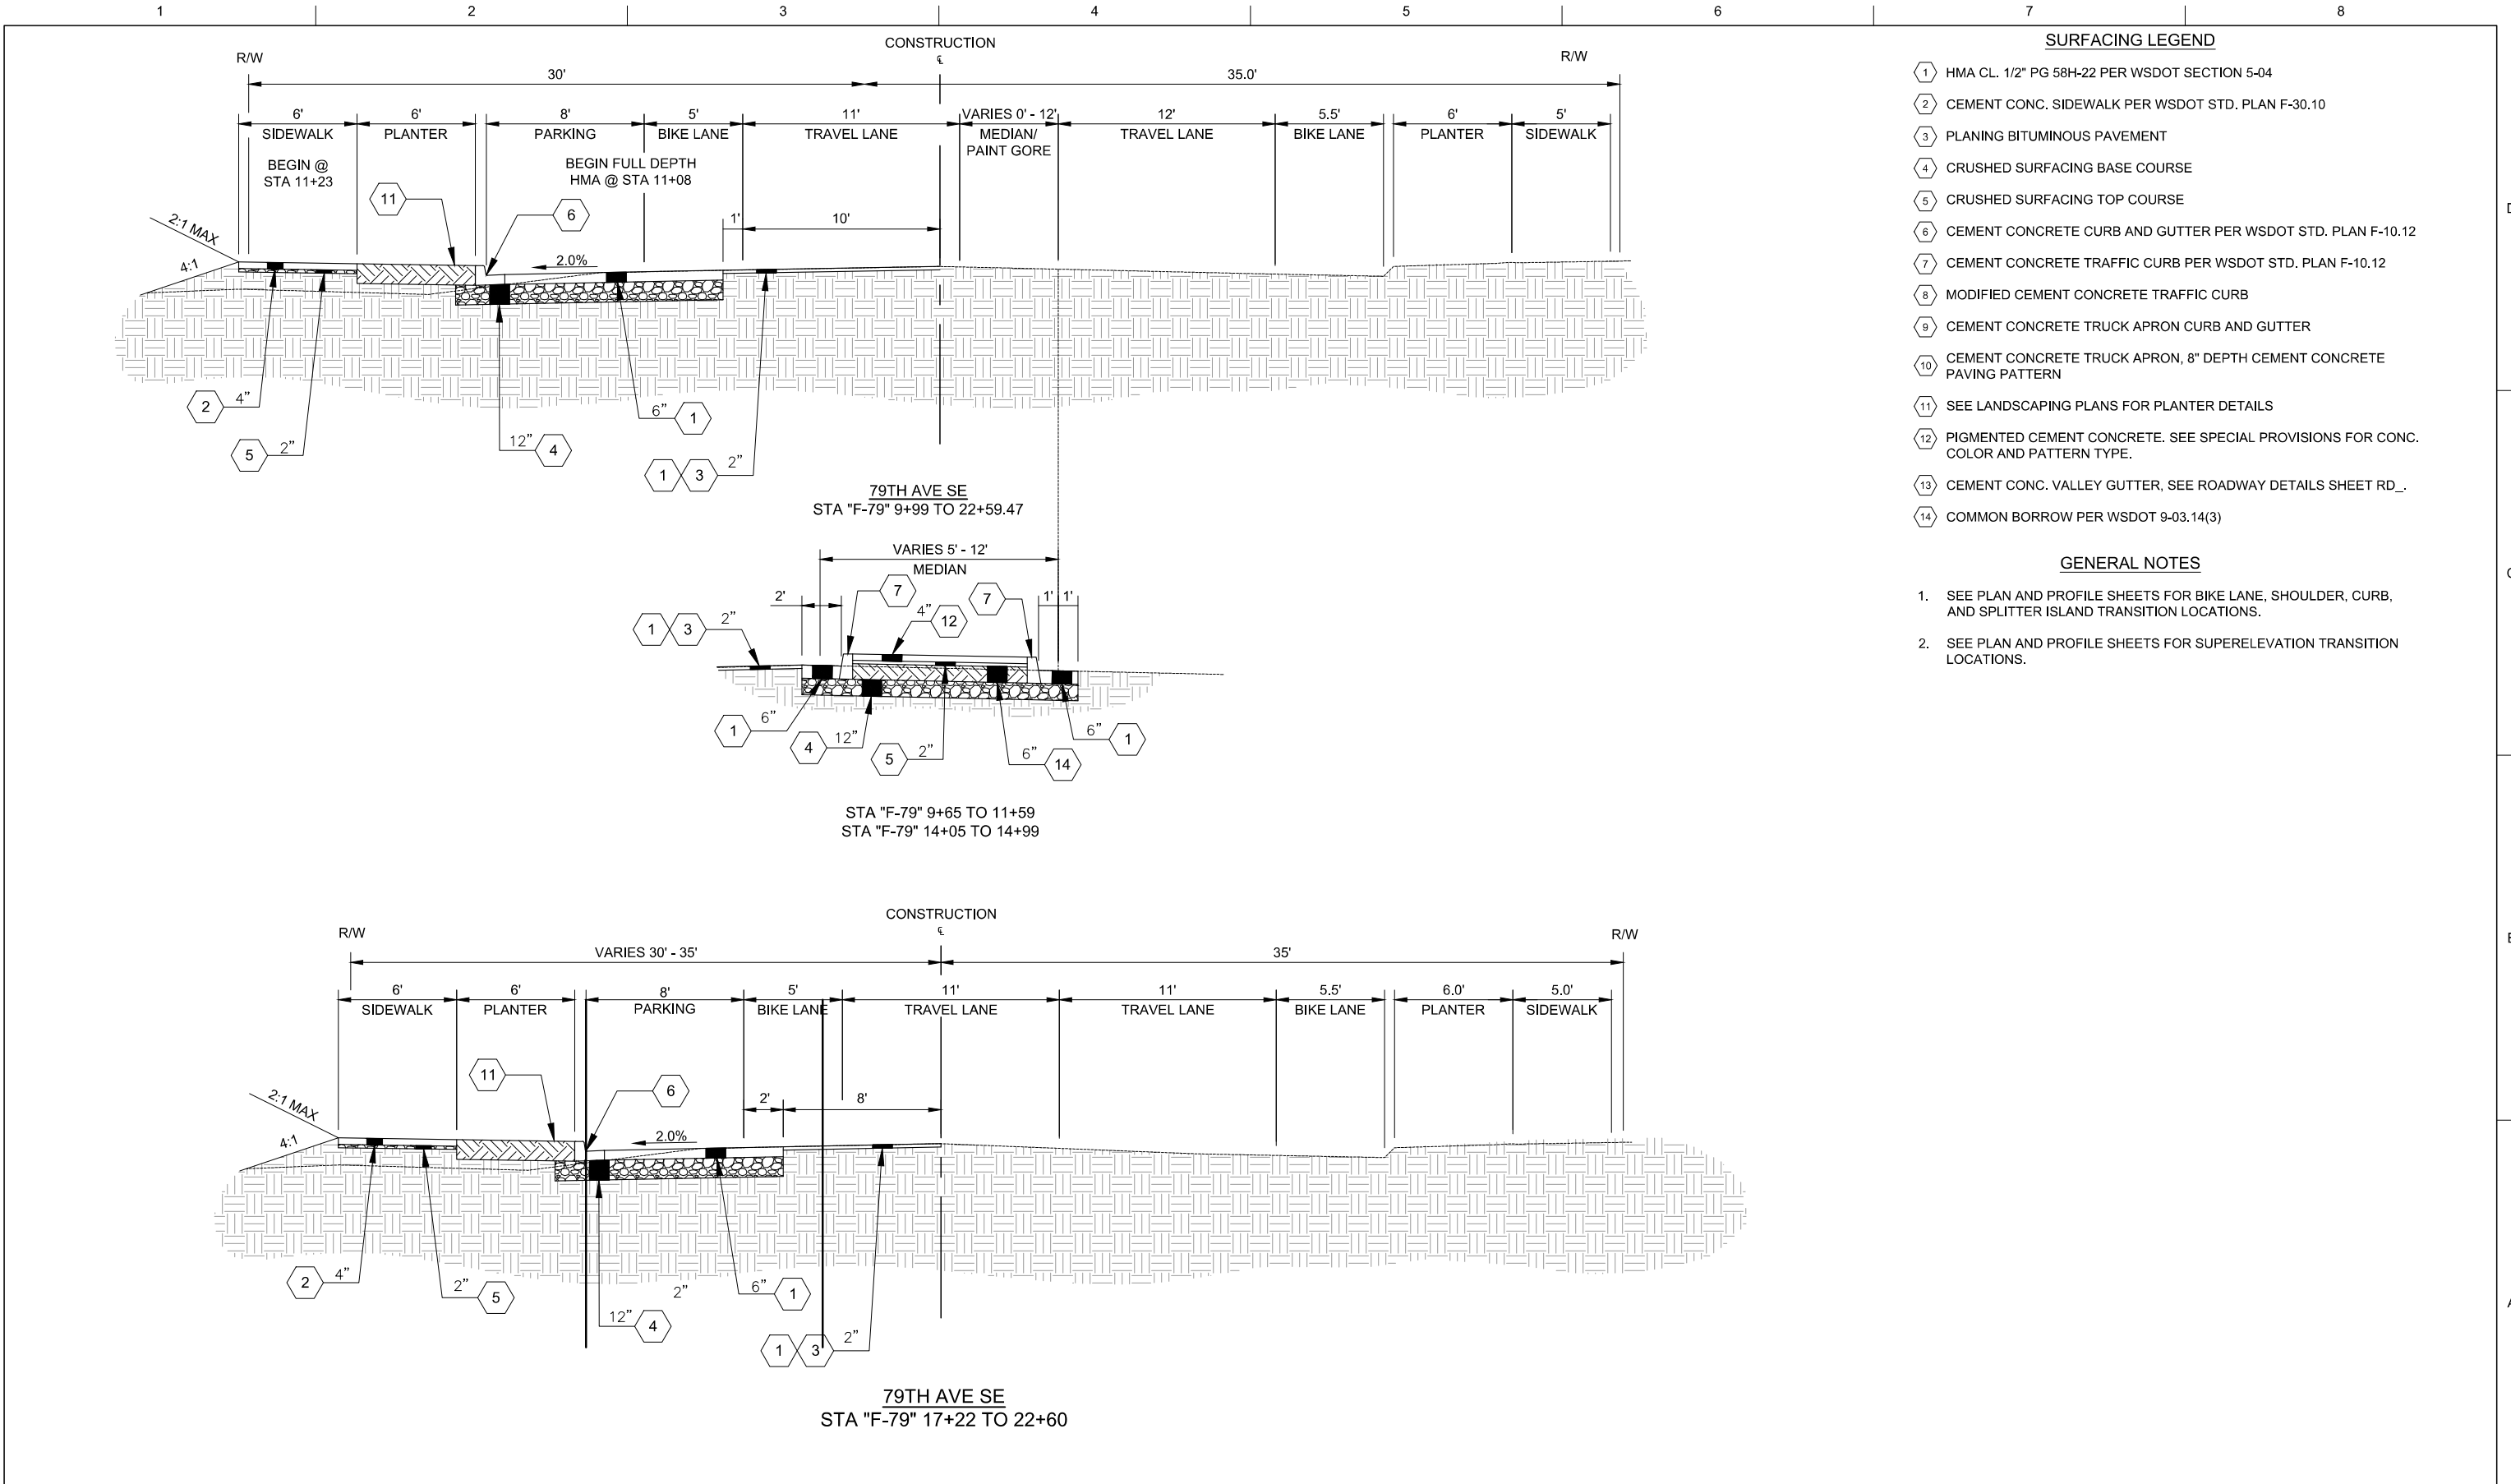 1 2 3 4 5 6 7 8
CONSTRUCTION
℄
R/W
R/W
30'
35.0'
6' 6' 8' 5' 11' VARIES 0' - 12' 12' 5.5' 6' 5'
SIDEWALK PLANTER PARKING BIKE LANE TRAVEL LANE MEDIAN/ TRAVEL LANE BIKE LANE PLANTER SIDEWALK
PAINT GORE
BEGIN @
STA 11+23
BEGIN FULL DEPTH
HMA @ STA 11+08
11
6
1' 10'
2:1 MAX
4:1
2.0%
2 4"
5 2"
12" 4
6" 1
1 3 2"
79TH AVE SE
STA "F-79" 9+99 TO 22+59.47
VARIES 5' - 12'
MEDIAN
2' 7 4" 12 7 1' 1'
1 3 2"
1 6"
4 12"
5 2"
6" 14
6" 1
STA "F-79" 9+65 TO 11+59
STA "F-79" 14+05 TO 14+99
CONSTRUCTION
℄
R/W
R/W
VARIES 30' - 35'
35'
6' 6' 8' 5' 11' 11' 5.5' 6.0' 5.0'
SIDEWALK PLANTER PARKING BIKE LANE TRAVEL LANE TRAVEL LANE BIKE LANE PLANTER SIDEWALK
11
6
2' 8'
2:1 MAX
4:1
2.0%
2 4"
2" 5
12" 4
2"
6" 1
1 3 2"
79TH AVE SE
STA "F-79" 17+22 TO 22+60
SURFACING LEGEND
1 HMA CL. 1/2" PG 58H-22 PER WSDOT SECTION 5-04
2 CEMENT CONC. SIDEWALK PER WSDOT STD. PLAN F-30.10
3 PLANING BITUMINOUS PAVEMENT
4 CRUSHED SURFACING BASE COURSE
5 CRUSHED SURFACING TOP COURSE
6 CEMENT CONCRETE CURB AND GUTTER PER WSDOT STD. PLAN F-10.12
7 CEMENT CONCRETE TRAFFIC CURB PER WSDOT STD. PLAN F-10.12
8 MODIFIED CEMENT CONCRETE TRAFFIC CURB
9 CEMENT CONCRETE TRUCK APRON CURB AND GUTTER
10 CEMENT CONCRETE TRUCK APRON, 8" DEPTH CEMENT CONCRETE
PAVING PATTERN
11 SEE LANDSCAPING PLANS FOR PLANTER DETAILS
12 PIGMENTED CEMENT CONCRETE. SEE SPECIAL PROVISIONS FOR CONC.
COLOR AND PATTERN TYPE.
13 CEMENT CONC. VALLEY GUTTER, SEE ROADWAY DETAILS SHEET RD_.
14 COMMON BORROW PER WSDOT 9-03.14(3)
GENERAL NOTES
1. SEE PLAN AND PROFILE SHEETS FOR BIKE LANE, SHOULDER, CURB,
AND SPLITTER ISLAND TRANSITION LOCATIONS.
2. SEE PLAN AND PROFILE SHEETS FOR SUPERELEVATION TRANSITION
LOCATIONS.